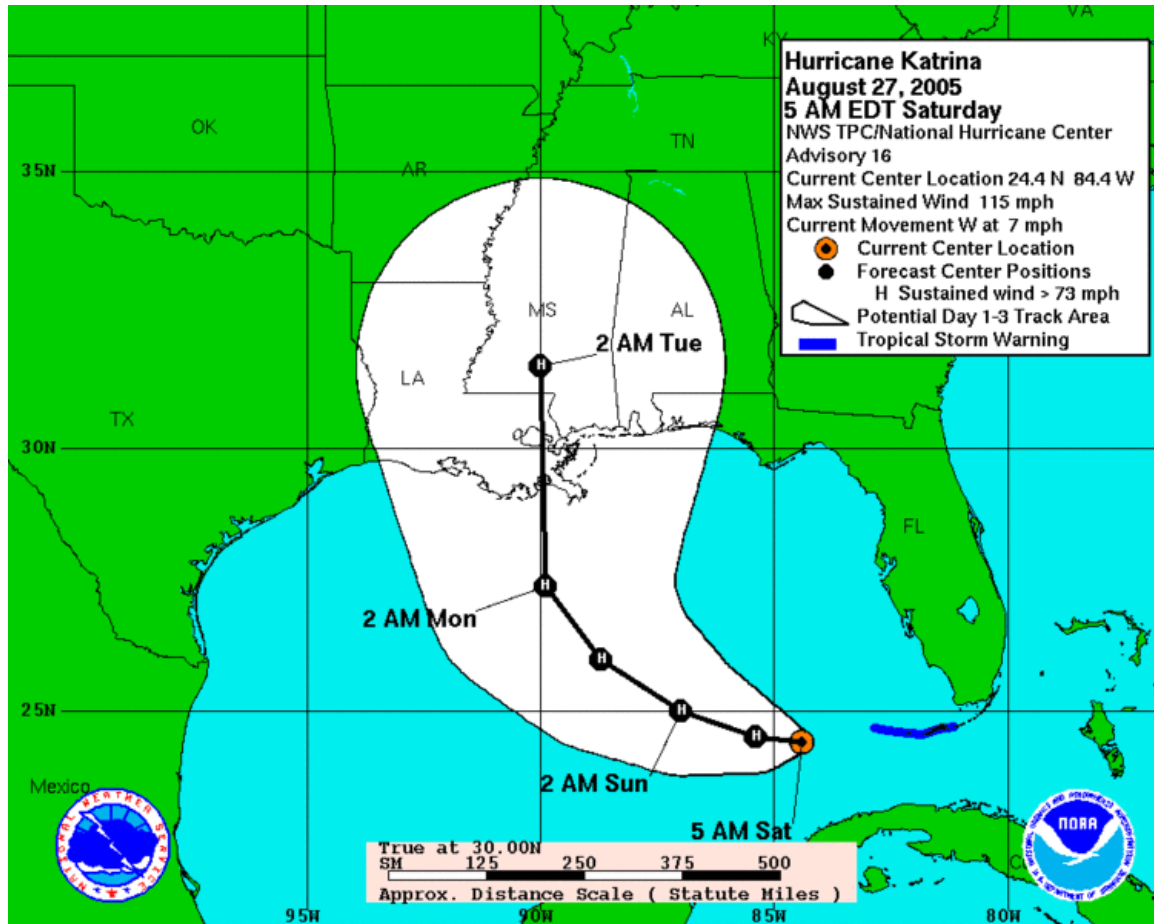 VA
KY
Hurricane Katrina
August 27, 2005
5 AM EDT Saturday
NWS TPC/National Hurricane Center
Advisory 16
Current Center Location 24.4 N 84.4 W
Max Sustained Wind 115 mph
Current Movement W at 7 mph
Current Center Location
Forecast Center Positions
H Sustained wind > 73 mph
Potential Day 1-3 Track Area
Tropical Storm Warning
OK
TN
AR
35N
MS
AL
H
2 AM Tue
LA
TX
30N
FL
H
2 AM Mon
H
25N
H
H
2 AM Sun
Mexico
5 AM Sat
NATIONAL WEATHER SERVICE
NOAA
True at 30.00N
SM 125 250 375 500
Approx. Distance Scale ( Statute Miles )
95W 90W 85W 80W